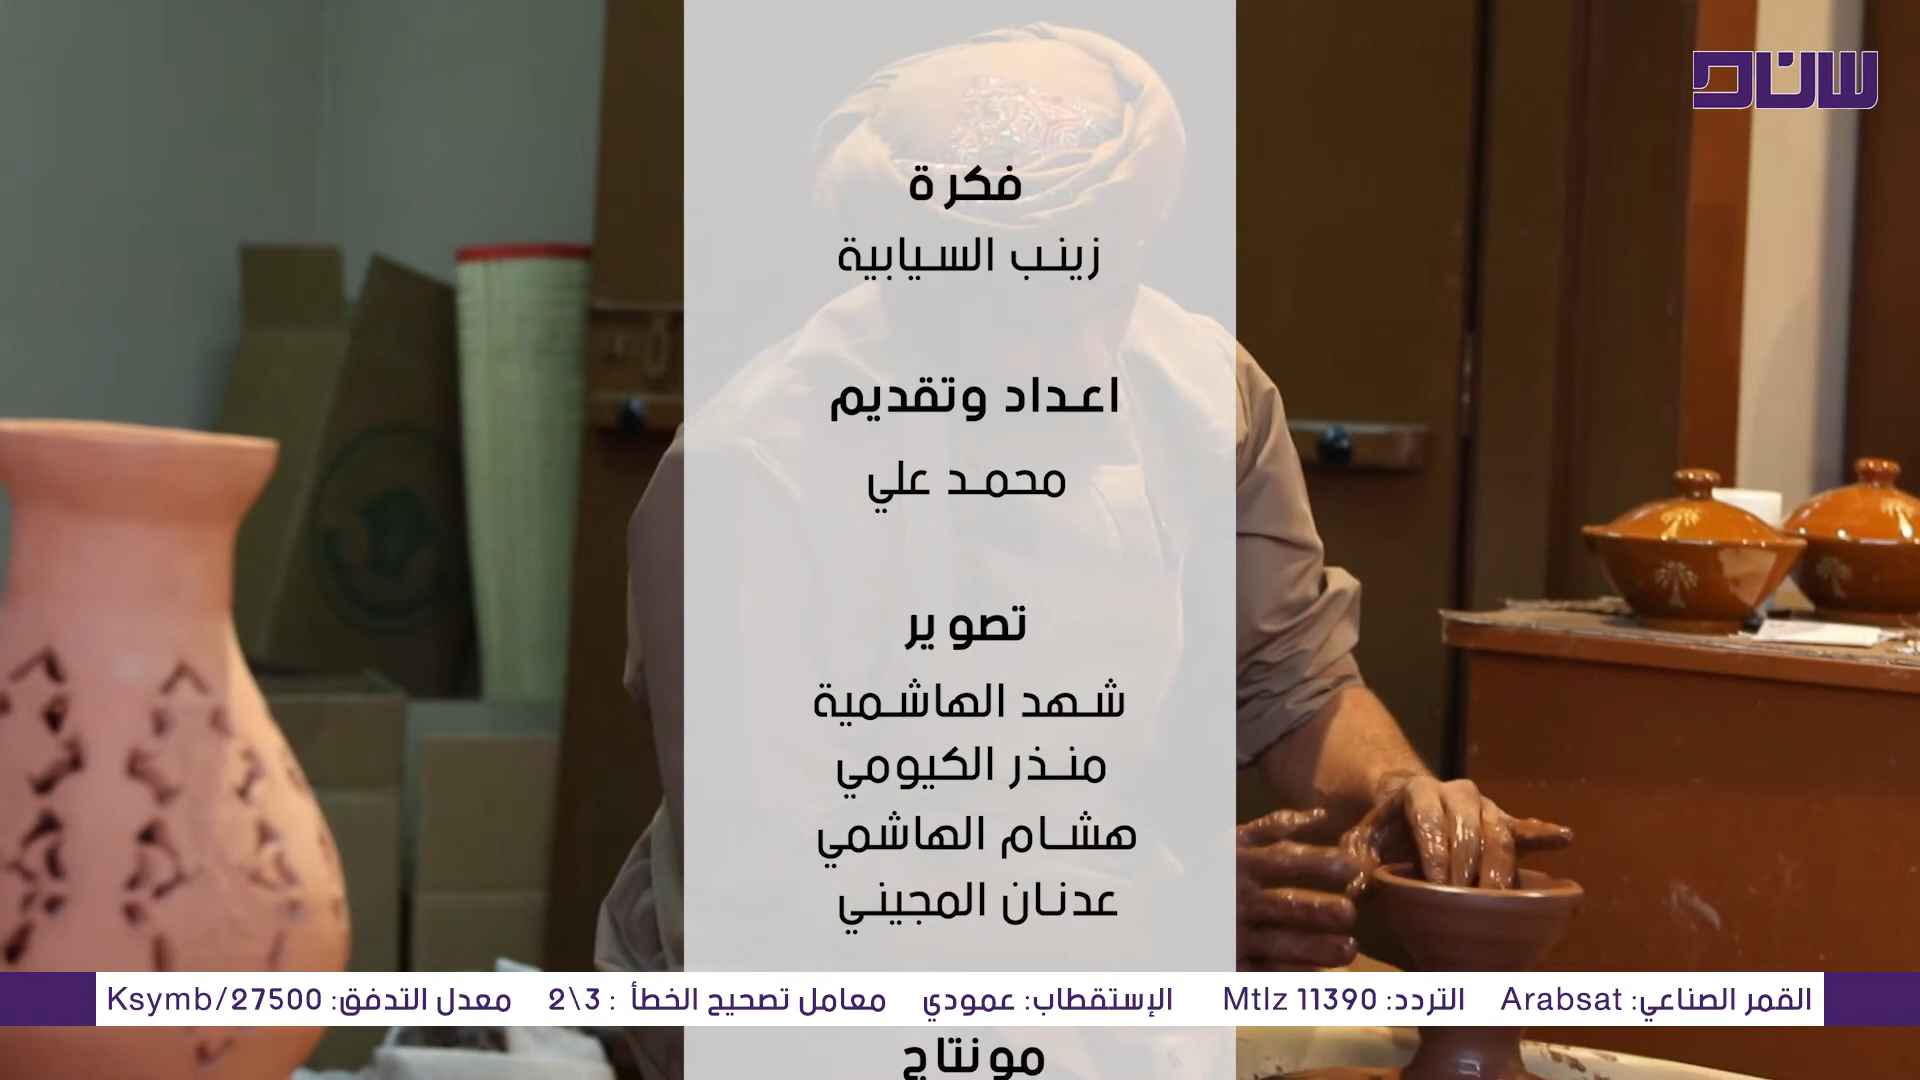 سنام
فكرة
زينب السيابية
اعداد وتقديم
محمد علي
تصوير
شهد الهاشمية
منذر الكيومي
هشام الهاشمي
عدنان المجيني
القمر الصناعي: Arabsat التردد: 11390 Mtlz الإستقطاب: عمودي معامل تصحيح الخطأ : 3\2 معدل التدفق: 27500/Ksymb
مونتاج